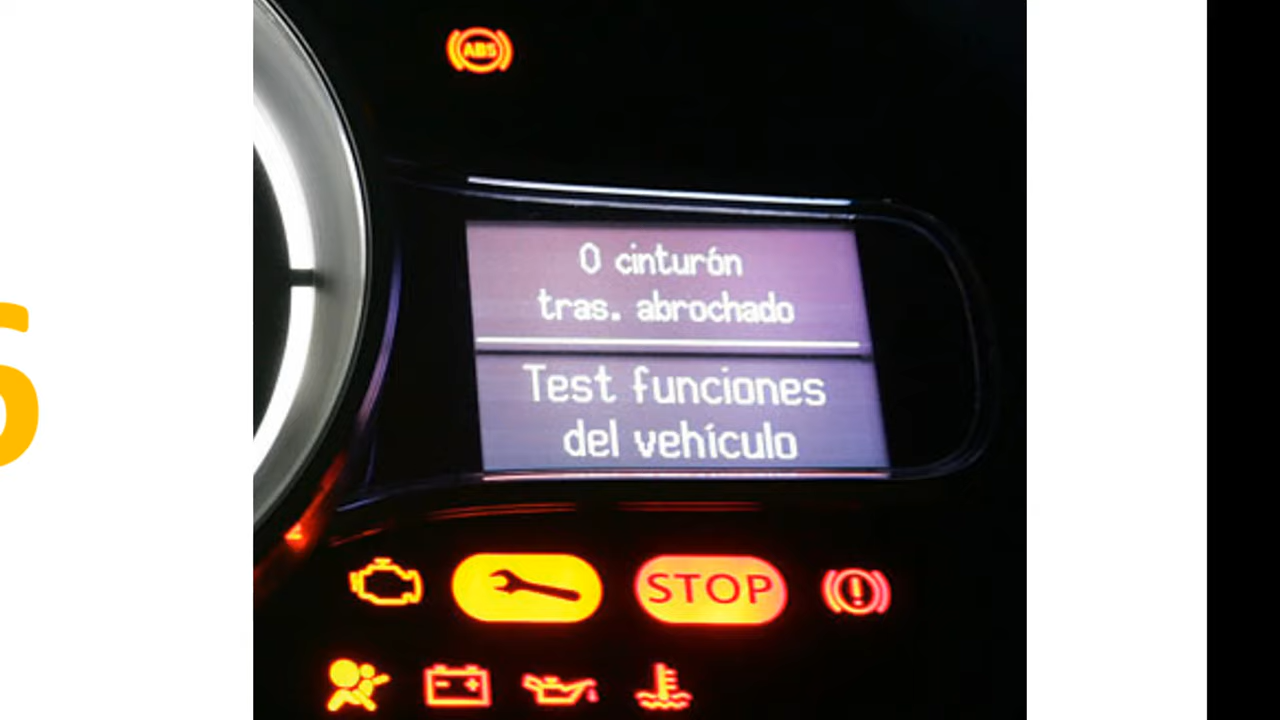 ABS
0 cinturón
tras. abrochado
Test funciones
del vehículo
STOP